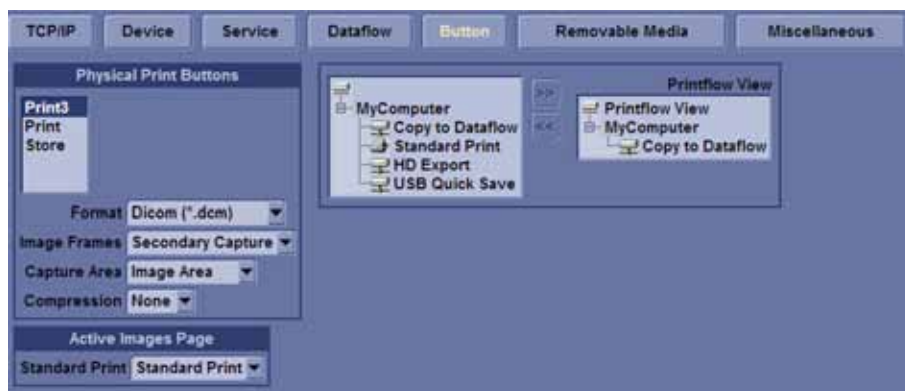 TCP/IP Device Service Dataflow Button Removable Media Miscellaneous
Physical Print Buttons
Print3
Print
Store
Format Dicom (*.dcm)
Image Frames Secondary Capture
Capture Area Image Area
Compression None
Active Images Page
Standard Print Standard Print
MyComputer
Copy to Dataflow
Standard Print
HD Export
USB Quick Save
>>
<<
Printflow View
Printflow View
MyComputer
Copy to Dataflow